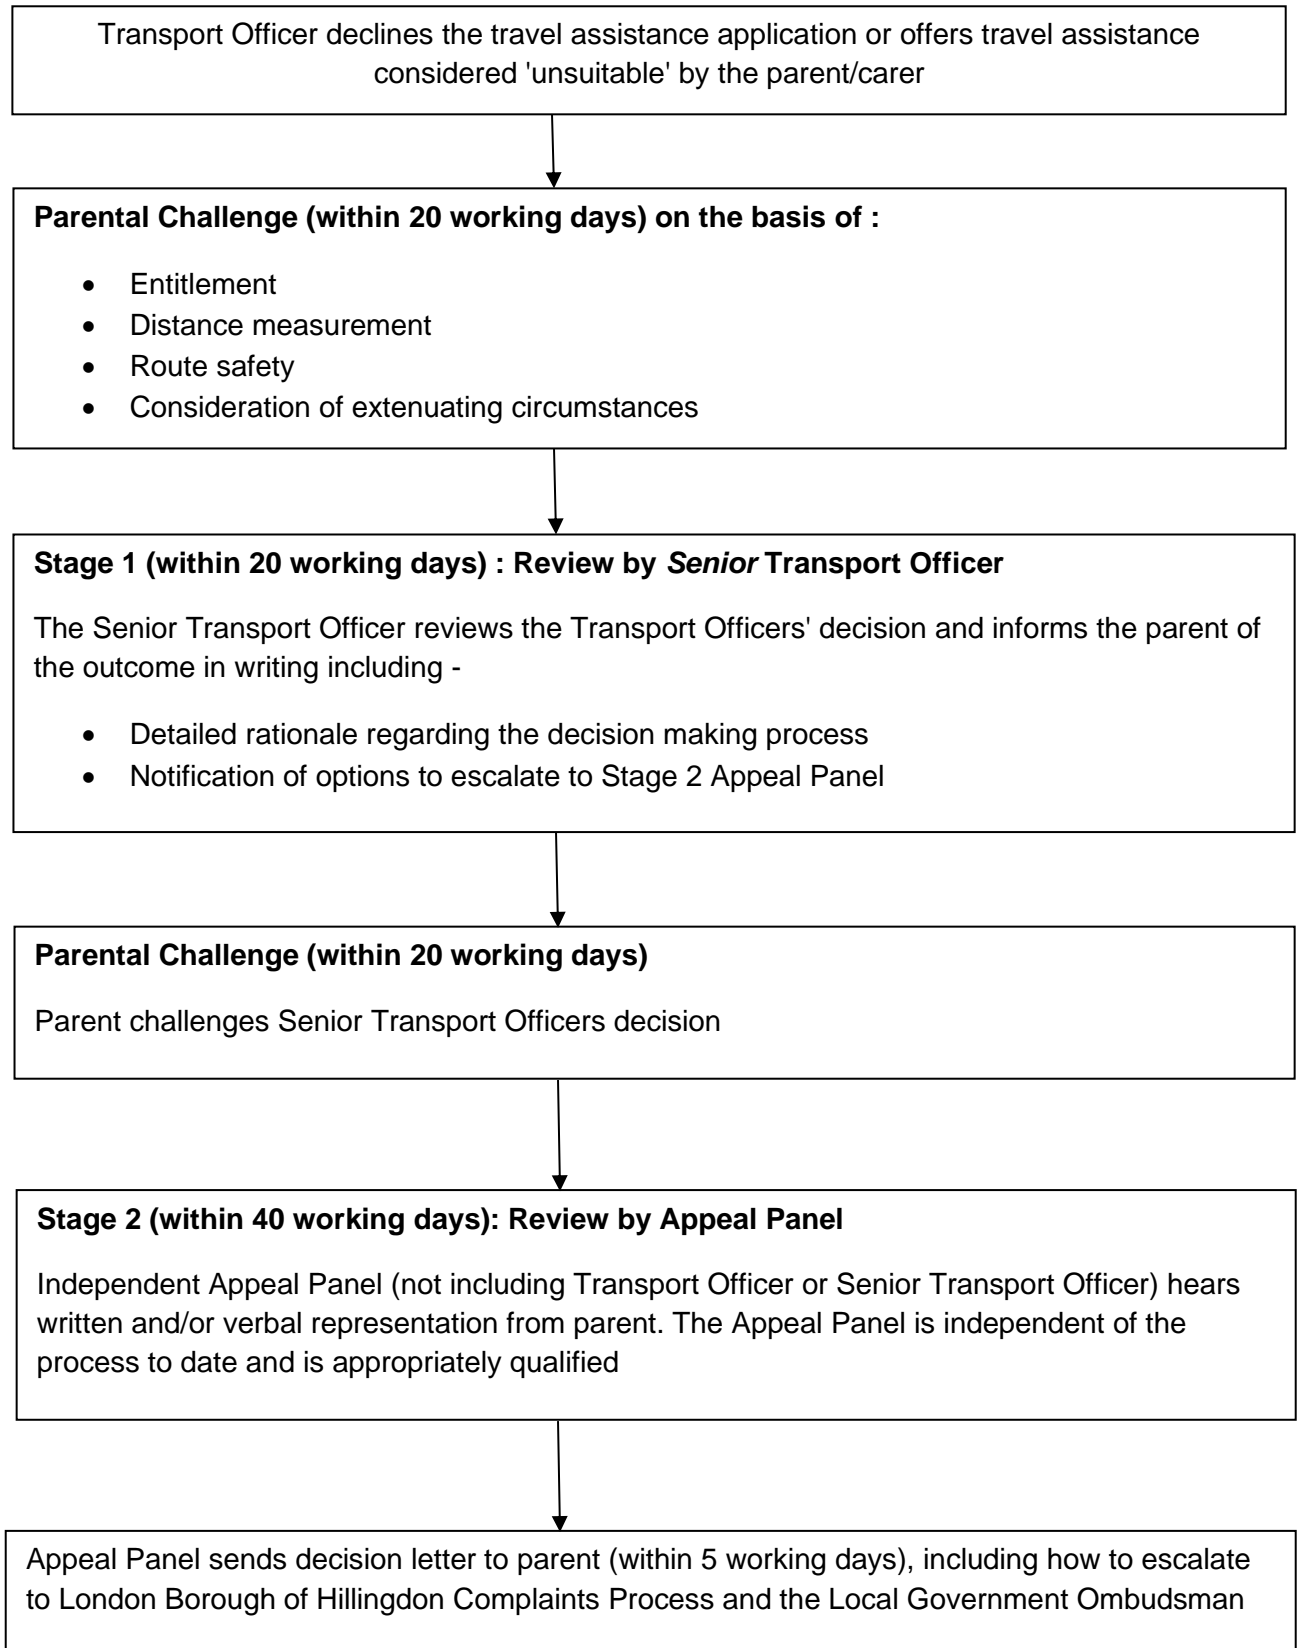 Transport Officer declines the travel assistance application or offers travel assistance
considered 'unsuitable' by the parent/carer
Parental Challenge (within 20 working days) on the basis of :
• Entitlement
• Distance measurement
• Route safety
• Consideration of extenuating circumstances
Stage 1 (within 20 working days) : Review by Senior Transport Officer
The Senior Transport Officer reviews the Transport Officers' decision and informs the parent of
the outcome in writing including -
• Detailed rationale regarding the decision making process
• Notification of options to escalate to Stage 2 Appeal Panel
Parental Challenge (within 20 working days)
Parent challenges Senior Transport Officers decision
Stage 2 (within 40 working days): Review by Appeal Panel
Independent Appeal Panel (not including Transport Officer or Senior Transport Officer) hears
written and/or verbal representation from parent. The Appeal Panel is independent of the
process to date and is appropriately qualified
Appeal Panel sends decision letter to parent (within 5 working days), including how to escalate
to London Borough of Hillingdon Complaints Process and the Local Government Ombudsman